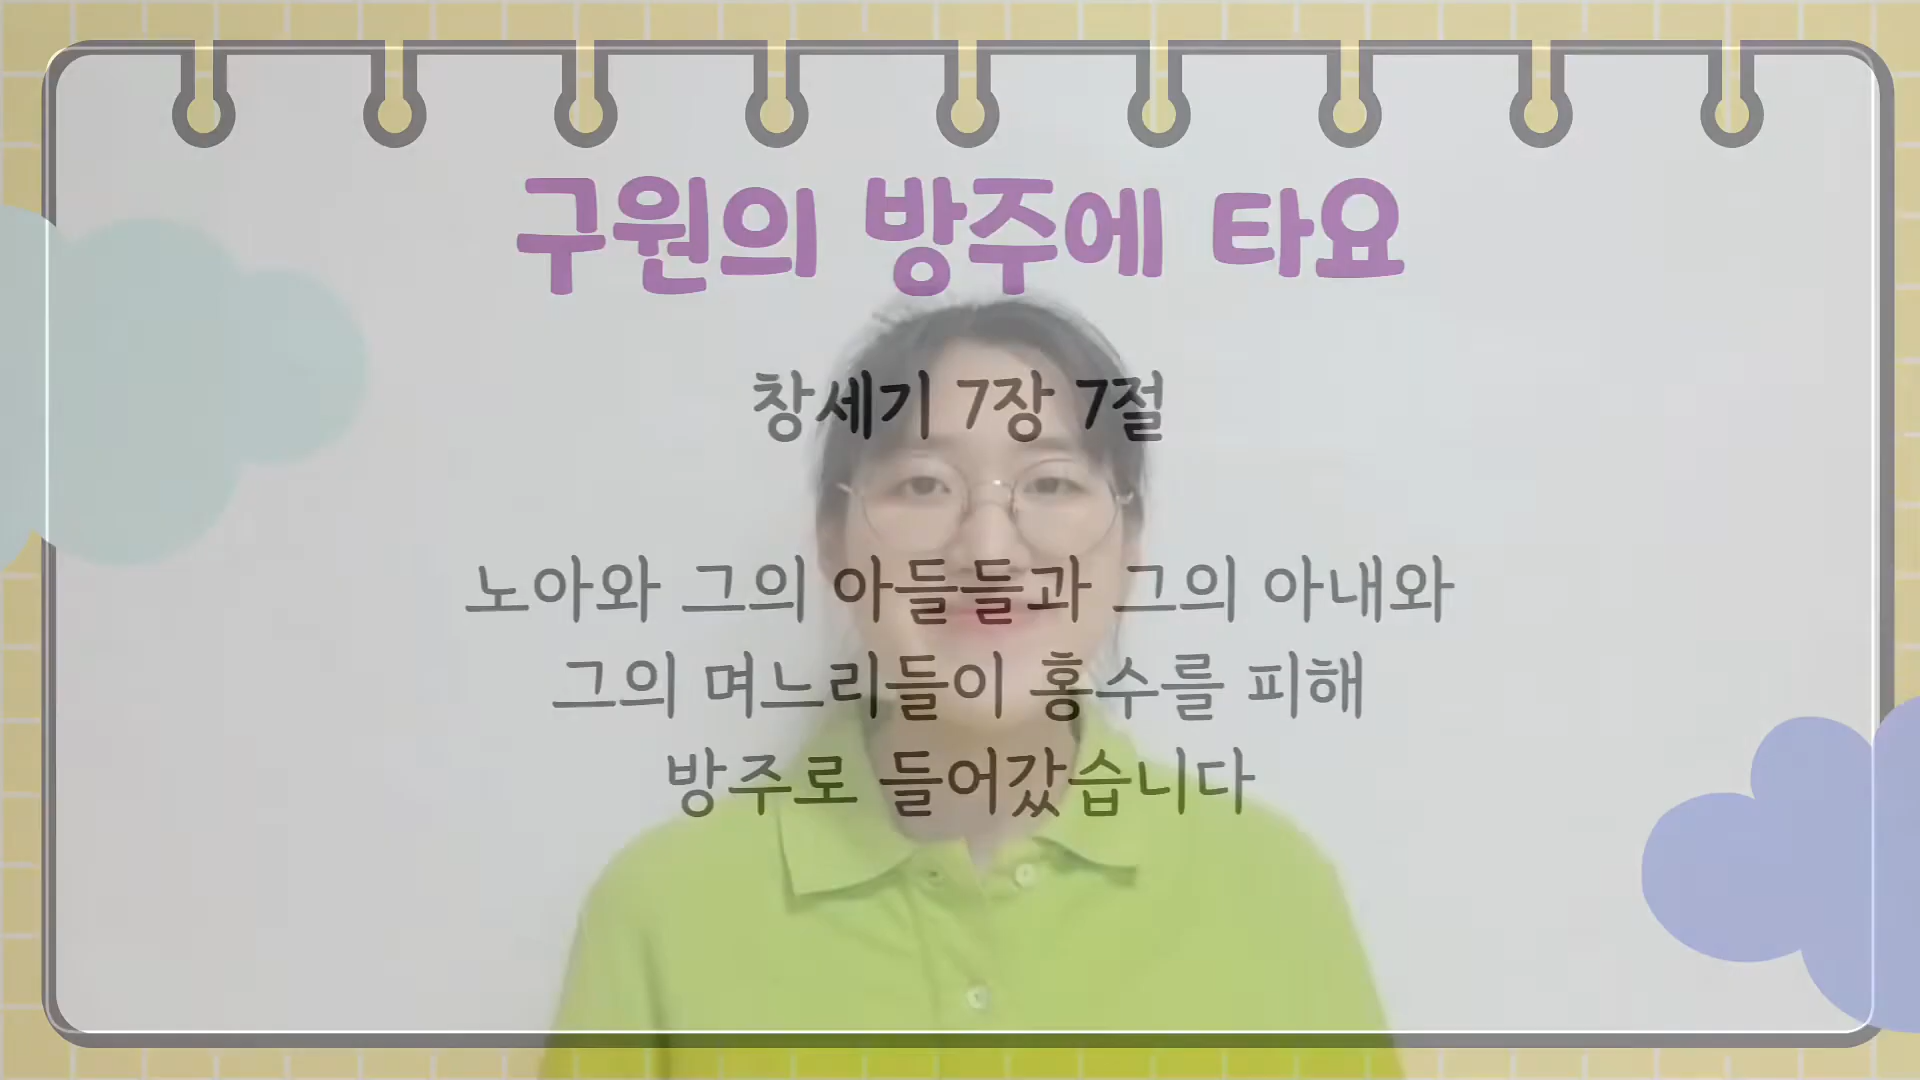 구원의 방주에 타요
창세기 7장 7절
노아와 그의 아들들과 그의 아내와
그의 며느리들이 홍수를 피해
방주로 들어갔습니다